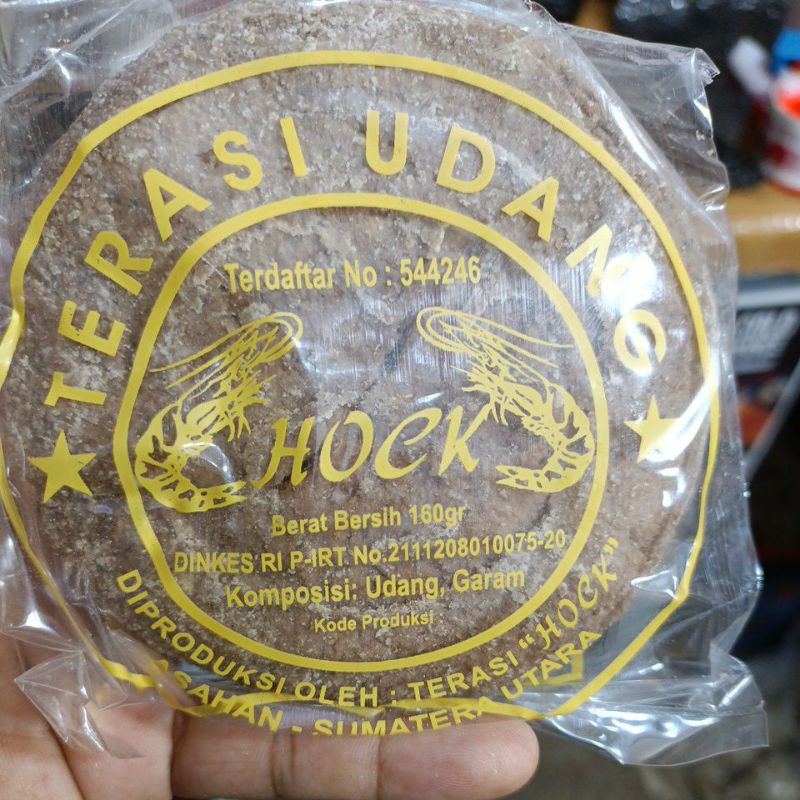 TERASI UDANG
Terdaftar No : 544246
HOCK
Berat Bersih 160gr
DINKES RI P-IRT No.2111208010075-20
Komposisi: Udang, Garam
Kode Produksi :
DIPRODUKSI OLEH : TERASI "HOCK"
ASAHAN - SUMATERA UTARA